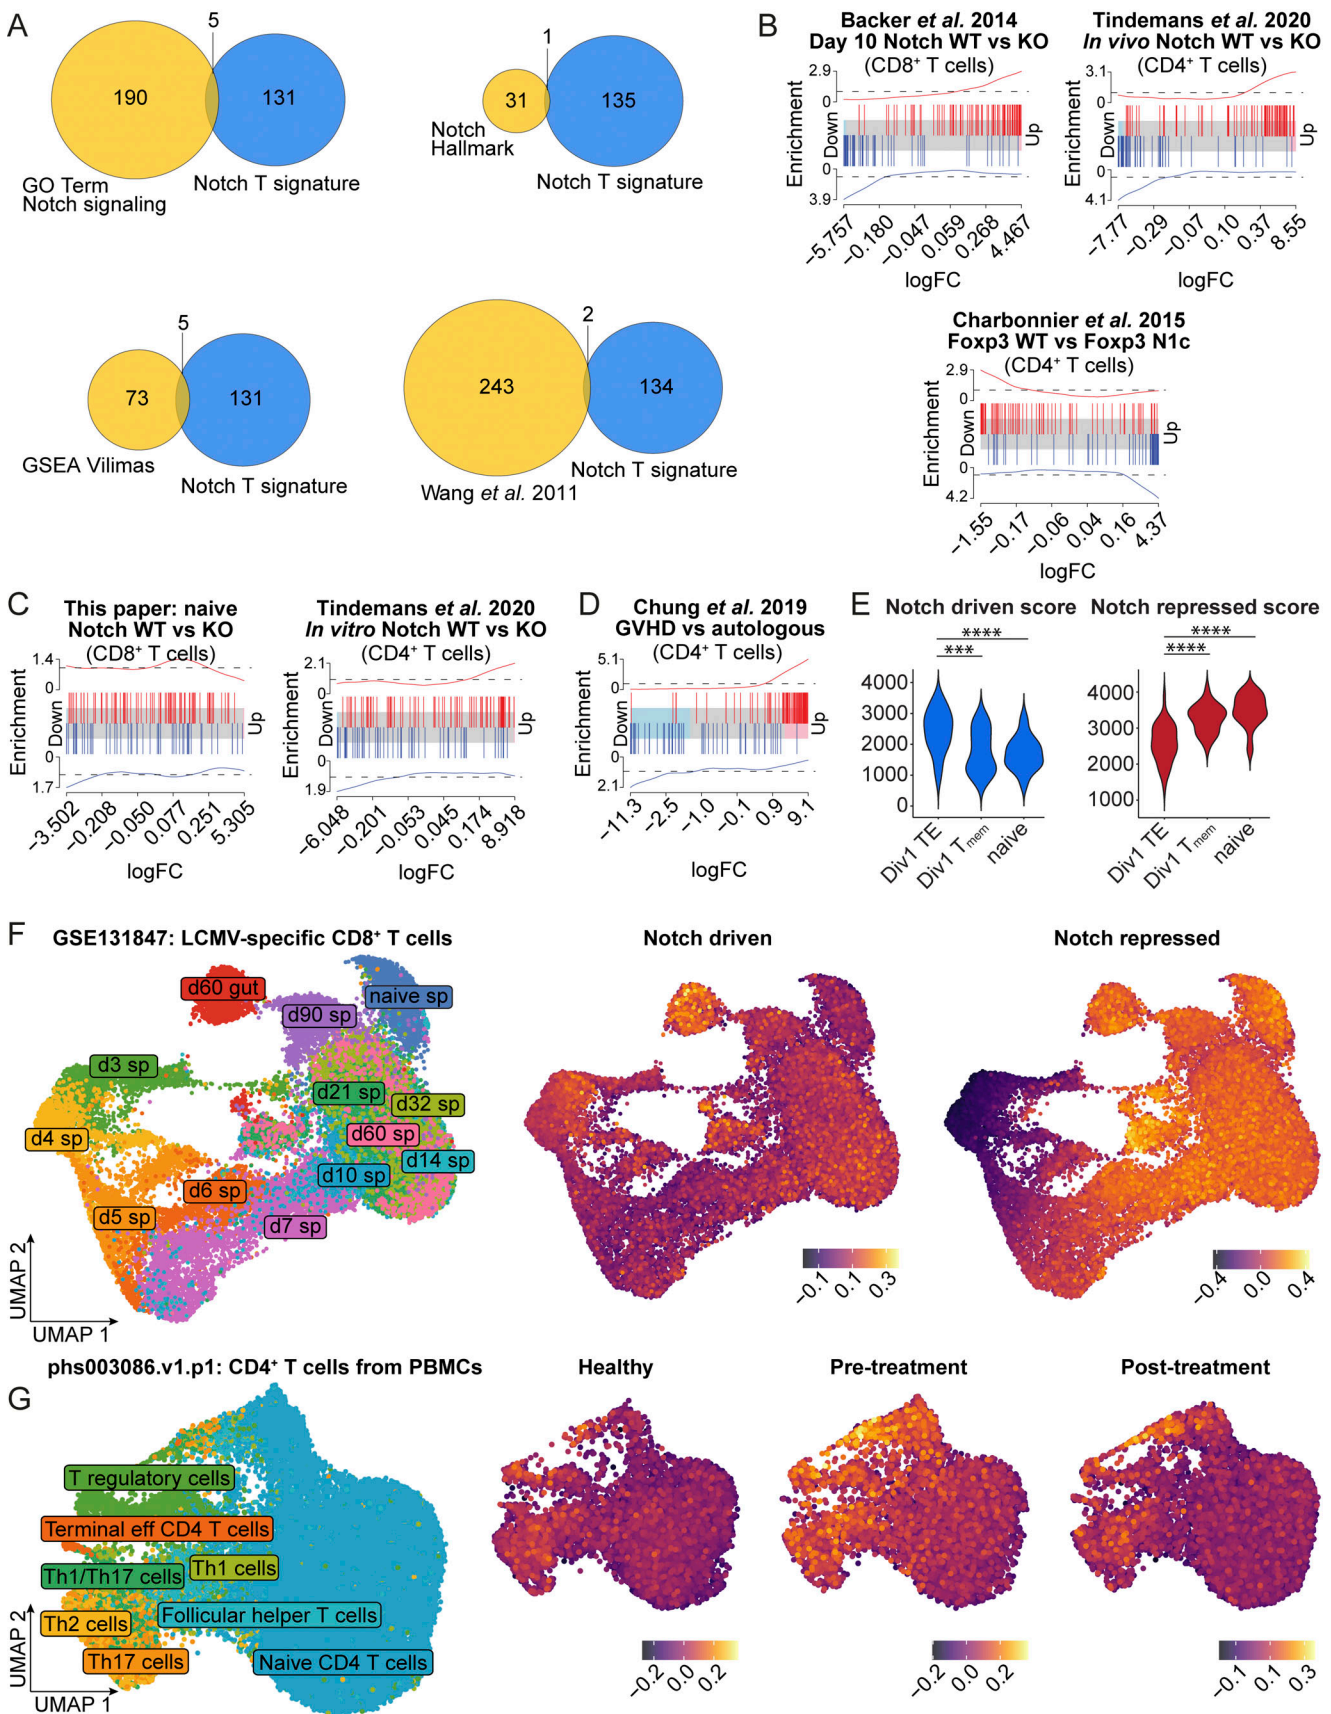 A
5
190
131
GO Term
Notch signaling
Notch T signature
1
31
135
Notch
Hallmark
Notch T signature
5
73
131
GSEA Vilimas
Notch T signature
2
243
134
Wang et al. 2011
Notch T signature
B
Backer et al. 2014
Day 10 Notch WT vs KO
(CD8⁺ T cells)
Enrichment
2.9
0
Down
Up
0
3.9
−5.757
−0.180
−0.047
0.059
0.268
4.467
logFC
Tindemans et al. 2020
In vivo Notch WT vs KO
(CD4⁺ T cells)
Enrichment
3.1
0
Down
Up
0
4.1
−7.77
−0.29
−0.07
0.10
0.37
8.55
logFC
Charbonnier et al. 2015
Foxp3 WT vs Foxp3 N1c
(CD4⁺ T cells)
Enrichment
2.9
0
Down
Up
0
4.2
−1.55
−0.17
−0.06
0.04
0.16
4.37
logFC
C
This paper: naive
Notch WT vs KO
(CD8⁺ T cells)
Enrichment
1.4
0
Down
Up
0
1.7
−3.502
−0.208
−0.050
0.077
0.251
5.305
logFC
Tindemans et al. 2020
In vitro Notch WT vs KO
(CD4⁺ T cells)
Enrichment
2.1
0
Down
Up
0
1.9
−6.048
−0.201
−0.053
0.045
0.174
8.918
logFC
D
Chung et al. 2019
GVHD vs autologous
(CD4⁺ T cells)
Enrichment
5.1
0
Down
Up
0
2.1
−11.3
−2.5
−1.0
−0.1
0.9
9.1
logFC
E
Notch driven score
****
***
4000
3000
2000
1000
0
Div1 TE
Div1 Tmem
naive
Notch repressed score
****
****
4000
3000
2000
1000
Div1 TE
Div1 Tmem
naive
F
GSE131847: LCMV-specific CD8⁺ T cells
d60 gut
naive sp
d90 sp
d3 sp
d21 sp
d32 sp
d4 sp
d60 sp
d14 sp
d10 sp
d6 sp
d5 sp
d7 sp
UMAP 2
UMAP 1
Notch driven
−0.1
0.1
0.3
Notch repressed
−0.4
0.0
0.4
G
phs003086.v1.p1: CD4⁺ T cells from PBMCs
T regulatory cells
Terminal eff CD4 T cells
Th1 cells
Th1/Th17 cells
Th2 cells
Follicular helper T cells
Th17 cells
Naive CD4 T cells
UMAP 2
UMAP 1
Healthy
−0.2
0.0
0.2
Pre-treatment
−0.2
0.0
0.2
Post-treatment
−0.1
0.1
0.3